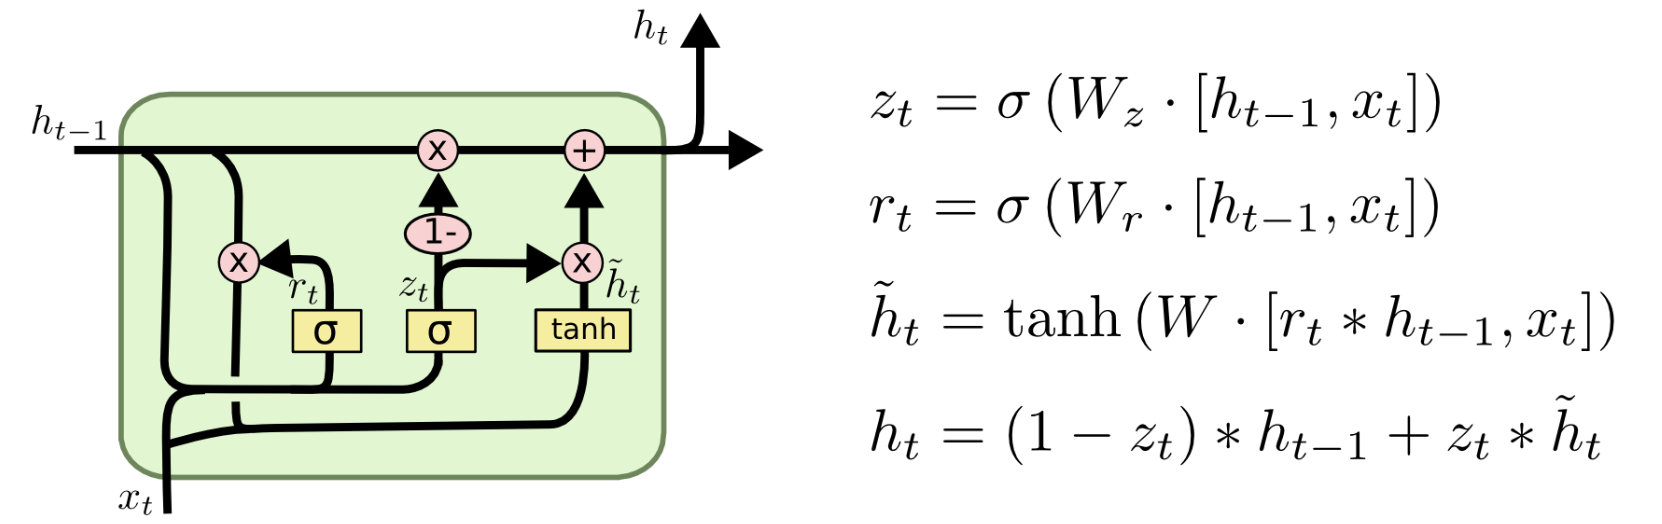 h_t
h_{t-1}
x
+
1-
x
x
r_t
z_t
h̃_t
σ
σ
tanh
x_t
z_t = σ (W_z · [h_{t-1}, x_t])
r_t = σ (W_r · [h_{t-1}, x_t])
h̃_t = tanh (W · [r_t * h_{t-1}, x_t])
h_t = (1 − z_t) * h_{t-1} + z_t * h̃_t